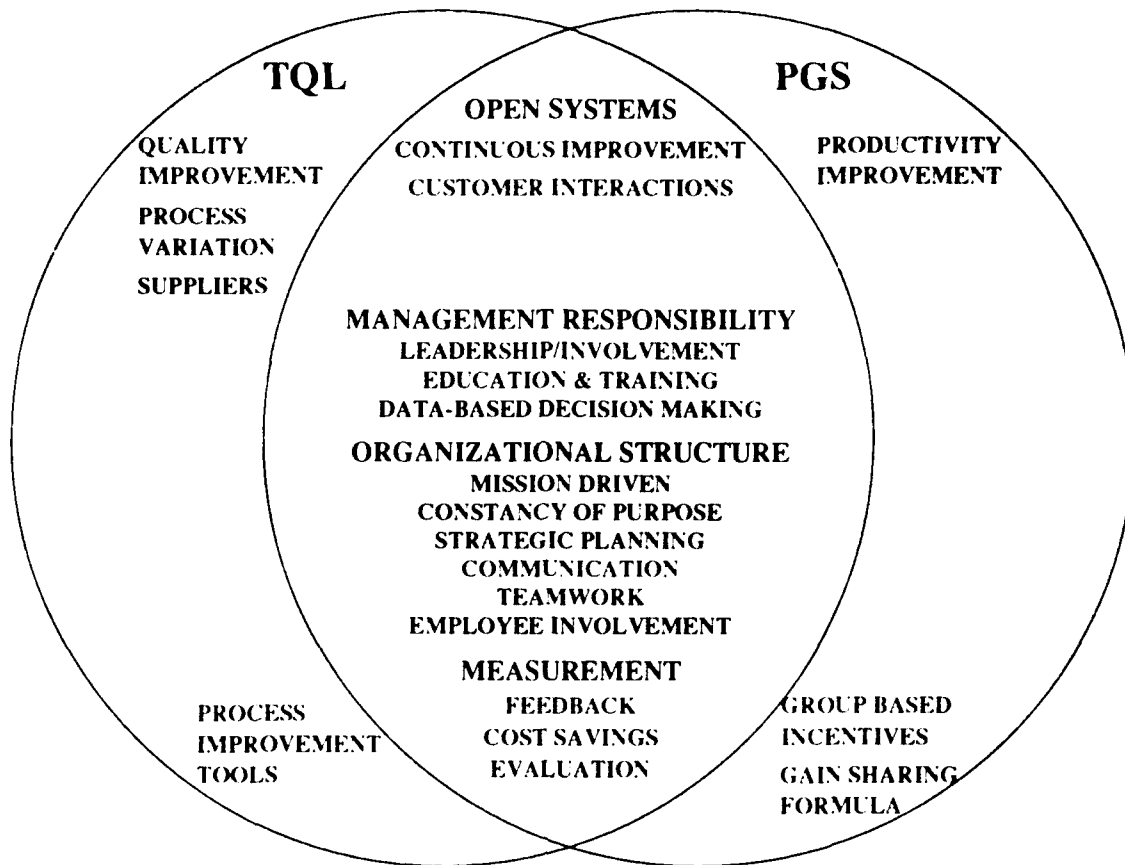 TQL
PGS
OPEN SYSTEMS
CONTINUOUS IMPROVEMENT
CUSTOMER INTERACTIONS
QUALITY
IMPROVEMENT
PROCESS
VARIATION
SUPPLIERS
PRODUCTIVITY
IMPROVEMENT
MANAGEMENT RESPONSIBILITY
LEADERSHIP/INVOLVEMENT
EDUCATION & TRAINING
DATA-BASED DECISION MAKING
ORGANIZATIONAL STRUCTURE
MISSION DRIVEN
CONSTANCY OF PURPOSE
STRATEGIC PLANNING
COMMUNICATION
TEAMWORK
EMPLOYEE INVOLVEMENT
MEASUREMENT
FEEDBACK
COST SAVINGS
EVALUATION
PROCESS
IMPROVEMENT
TOOLS
GROUP BASED
INCENTIVES
GAIN SHARING
FORMULA